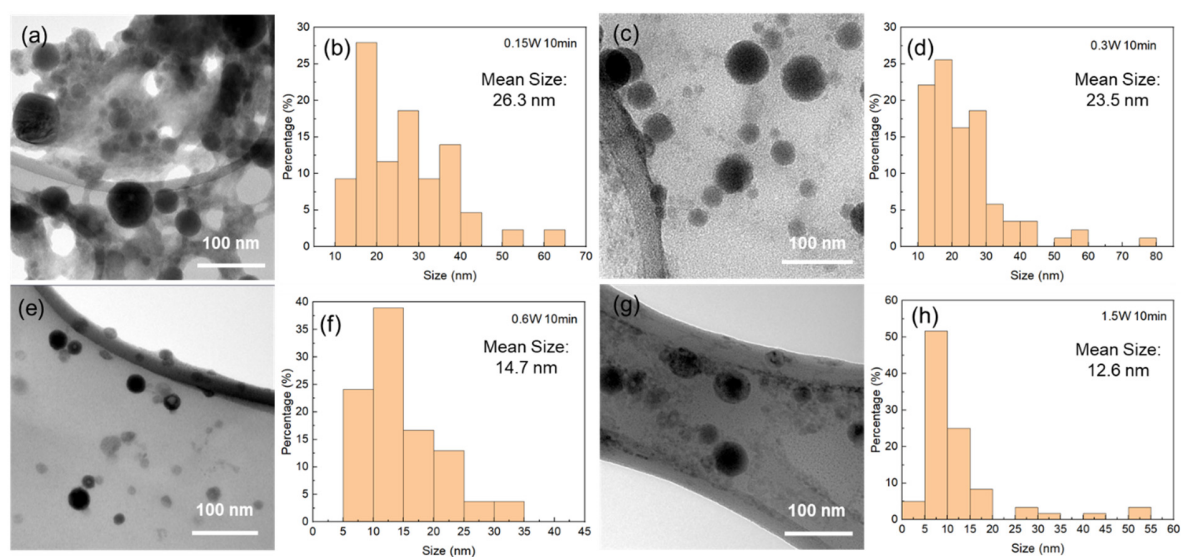 (a)
100 nm
(b)
0.15W 10min
Mean Size:
26.3 nm
Percentage (%)
30
25
20
15
10
5
0
10 20 30 40 50 60 70
Size (nm)
(c)
100 nm
(d)
0.3W 10min
Mean Size:
23.5 nm
Percentage (%)
30
25
20
15
10
5
0
10 20 30 40 50 60 70 80
Size (nm)
(e)
100 nm
(f)
0.6W 10min
Mean Size:
14.7 nm
Percentage (%)
40
35
30
25
20
15
10
5
0
0 5 10 15 20 25 30 35 40 45
Size (nm)
(g)
100 nm
(h)
1.5W 10min
Mean Size:
12.6 nm
Percentage (%)
60
50
40
30
20
10
0
0 5 10 15 20 25 30 35 40 45 50 55 60
Size (nm)